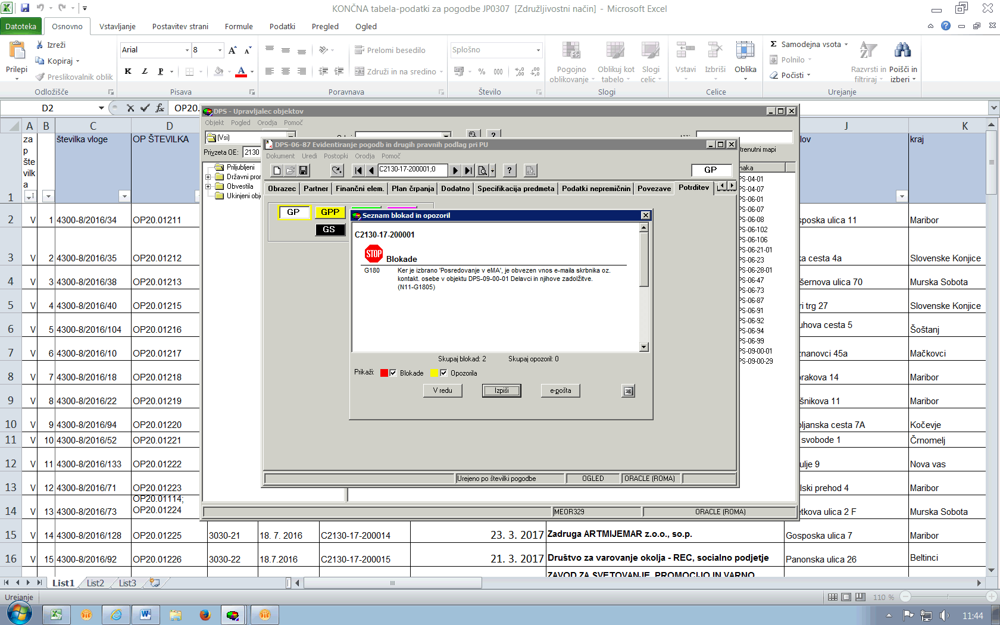 KONČNA tabela-podatki za pogodbe JP0307  [Združljivostni način]  -  Microsoft Excel
Datoteka Osnovno Vstavljanje Postavitev strani Formule Podatki Pregled Ogled
Prilepi
Izreži
Kopiraj
Preslikovalnik oblik
Odložišče
Arial 8
K L P
Pisava
Prelomi besedilo
Združi in na sredino
Poravnava
Splošno
% 000
Število
Pogojno oblikovanje
Oblikuj kot tabelo
Slogi celic
Slogi
Vstavi
Izbriši
Oblika
Celice
Samodejna vsota
Polnilo
Počisti
Razvrsti in filtriraj
Poišči in izberi
Urejanje
D2
OP20.
DPS - Upravljalec objektov
Objekt Pogled Orodja Pomoč
(Vsi)
Privzeta OE: 2130
trenutni mapi
Priljubljeni
Obvestila
DPS-06-87 Evidentiranje pogodb in drugih pravnih podlag pri PU
Dokument Uredi Postopki Orodja Pomoč
C2130-17-200001;0
GP
Obrazec Partner Finančni elem. Plan črpanja Dodatno Specifikacija predmeta Podatki nepremičnin Povezave Potrditev
GP GPP
GS
Seznam blokad in opozoril
C2130-17-200001
STOP Blokade
G180 Ker je izbrano 'Posredovanje v eMA', je obvezen vnos e-maila skrbnika oz.
kontakt. osebe v objektu DPS-09-00-01 Delavci in njihove zadolžitve.
(N11-G1805)
Skupaj blokad: 2 Skupaj opozoril: 0
Prikaži: Blokade Opozorila
V redu Izpiši e-pošta
Urejeno po številki pogodbe OGLED ORACLE (ROMA)
MEOR329 ORACLE (ROMA)
PS-04-01
PS-04-07
PS-06-01
PS-06-07
PS-06-08
PS-06-102
PS-06-106
PS-06-21-01
PS-06-23
PS-06-28-01
PS-06-47
PS-06-73
PS-06-87
PS-06-91
PS-06-92
PS-06-94
PS-06-99
PS-09-00-01
PS-09-00-29
A B C D J K
1 za p šte vilk a številka vloge OP ŠTEVILKA kraj
2 V 1 4300-8/2016/34 OP20.01211 sposka ulica 11 Maribor
3 V 2 4300-8/2016/35 OP20.01212 ka cesta 4a Slovenske Konjice
4 V 3 4300-8/2016/38 OP20.01213 šernova ulica 70 Murska Sobota
5 V 4 4300-8/2016/40 OP20.01215 ri trg 27 Slovenske Konjice
6 V 5 4300-8/2016/104 OP20.01216 uhova cesta 5 Šoštanj
7 V 6 4300-8/2016/10 OP20.01217 znanovci 45a Mačkovci
8 V 7 4300-8/2016/18 OP20.01218 rakova 14 Maribor
9 V 8 4300-8/2016/22 OP20.01219 šnikova 11 Maribor
10 V 9 4300-8/2016/94 OP20.01220 ljanska cesta 7A Kočevje
11 V 10 4300-8/2016/52 OP20.01221 svobode 1 Črnomelj
12 V 11 4300-8/2016/133 OP20.01222 ulje 9 Nova vas
13 V 12 4300-8/2016/71 OP20.01223 lski prehod 4 Maribor
14 V 13 4300-8/2016/73 OP20.01114; OP20.01224 etkova ulica 2 F Murska Sobota
15 V 14 4300-8/2016/128 OP20.01225 3030-21 18. 7. 2016 C2130-17-200014 23. 3. 2017 Zadruga ARTMIJEMAR z.o.o., so.p. Gosposka ulica 7 Maribor
16 V 15 4300-8/2016/92 OP20.01226 3030-22 18.7.2016 C2130-17-200015 21. 3. 2017 Društvo za varovanje okolja - REC, socialno podjetje Panonska ulica 26 Beltinci
ZAVOD ZA SVETOVANJE, PROMOCIJO IN VARNO
List1 List2 List3
Urejanje
110 %
11:44